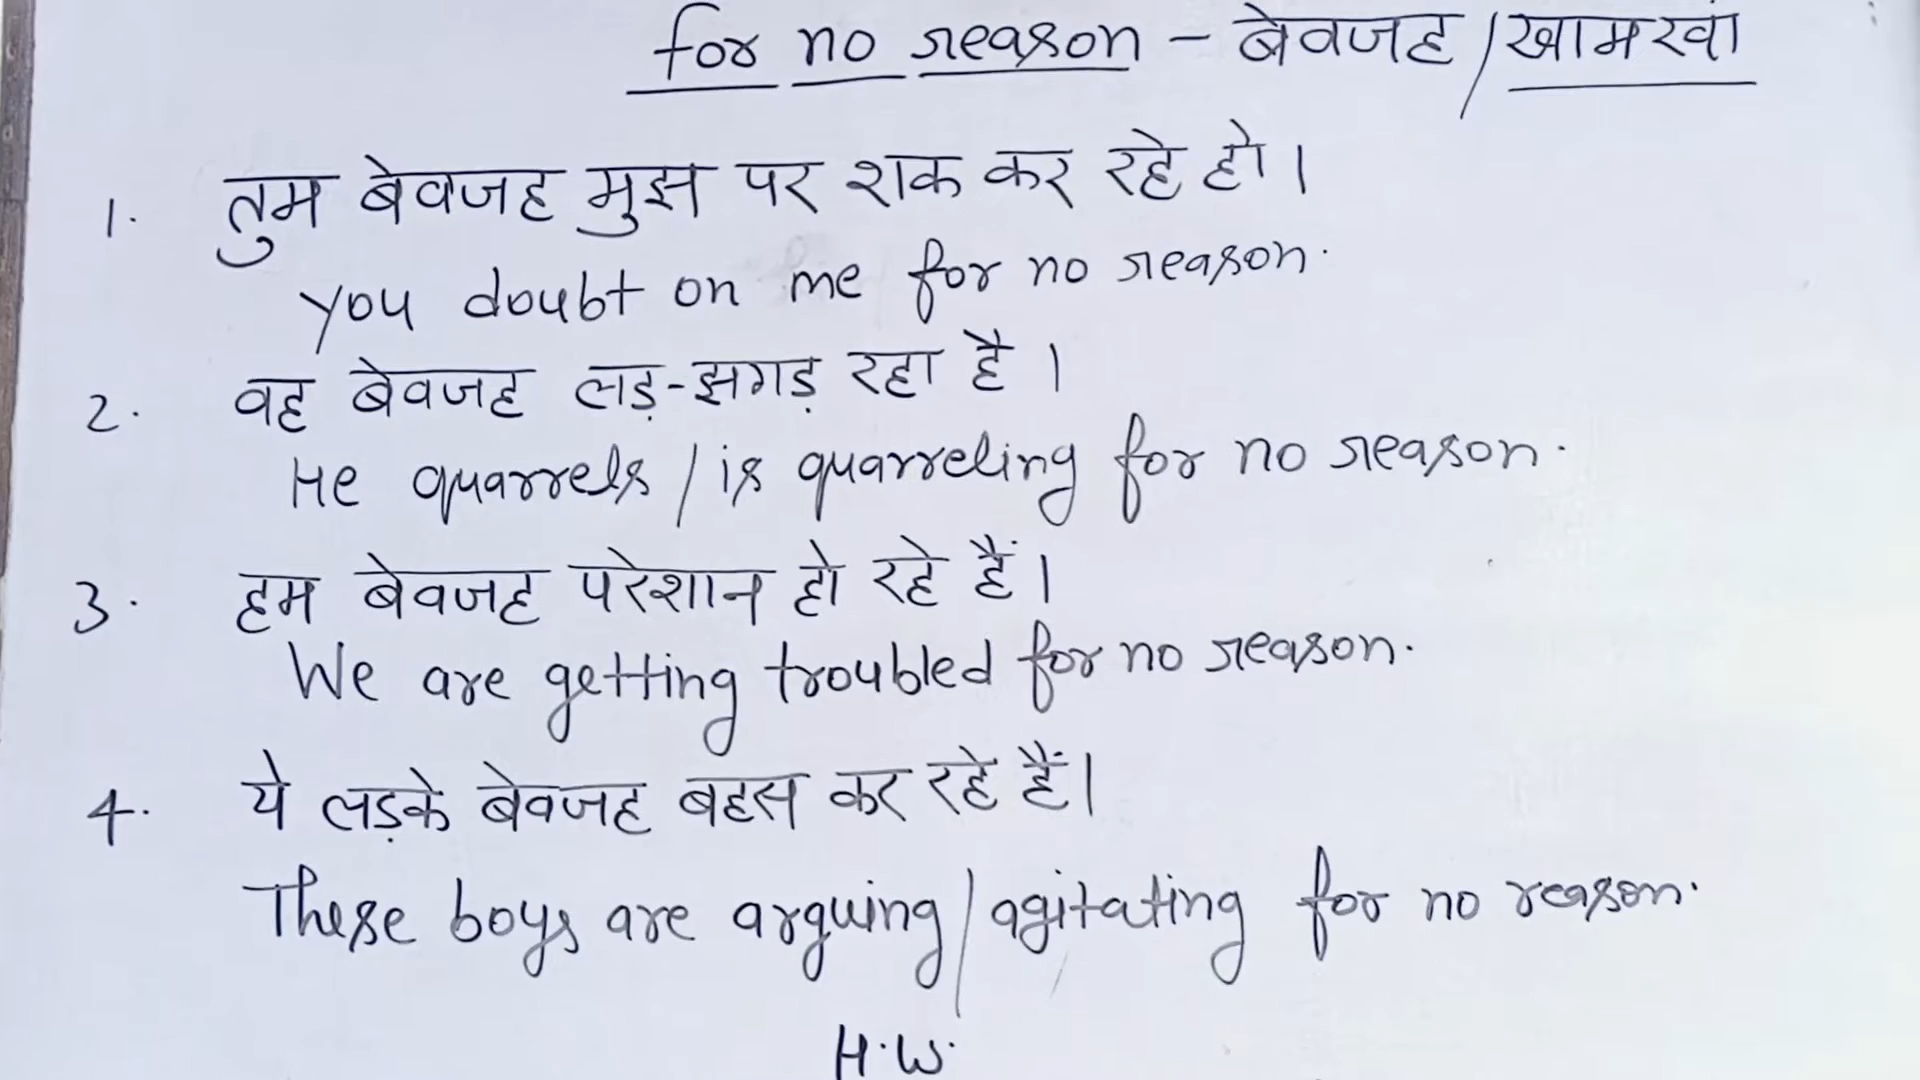 for no reason - बेवजह / खामखां
1. तुम बेवजह मुझ पर शक कर रहे हो।
you doubt on me for no reason.
2. वह बेवजह लड़-झगड़ रहा है।
He quarrels / is quarreling for no reason.
3. हम बेवजह परेशान हो रहे हैं।
We are getting troubled for no reason.
4. ये लड़के बेवजह बहस कर रहे हैं।
These boys are arguing / agitating for no reason.
H.W.